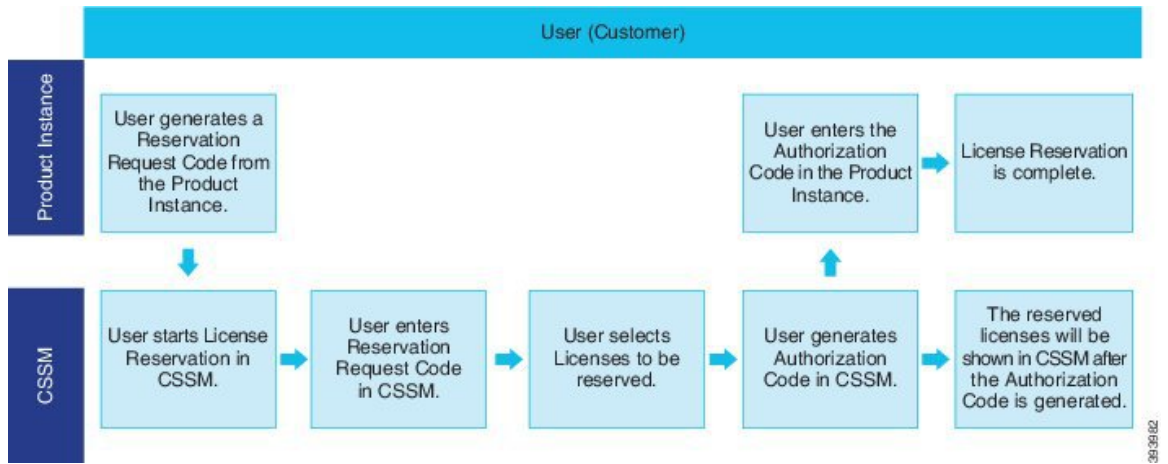 User (Customer)
Product Instance
User generates a
Reservation
Request Code from
the Product
Instance.
User enters the
Authorization
Code in the Product
Instance.
License Reservation
is complete.
CSSM
User starts License
Reservation in
CSSM.
User enters
Reservation
Request Code
in CSSM.
User selects
Licenses to be
reserved.
User generates
Authorization
Code in CSSM.
The reserved
licenses will be
shown in CSSM after
the Authorization
Code is generated.
393982